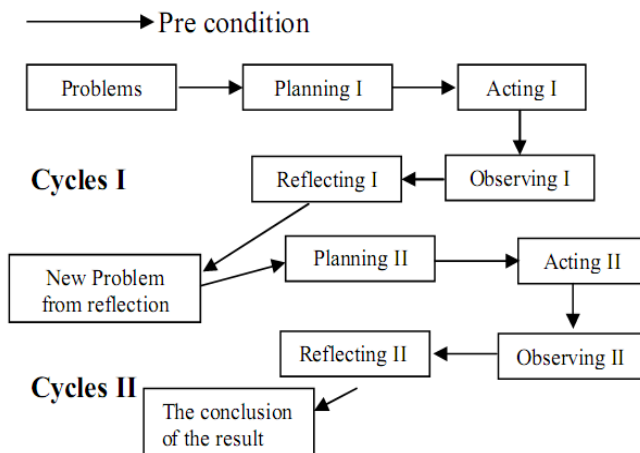 Pre condition
Problems
Planning I
Acting I
Cycles I
Reflecting I
Observing I
New Problem
from reflection
Planning II
Acting II
Reflecting II
Observing II
Cycles II
The conclusion
of the result